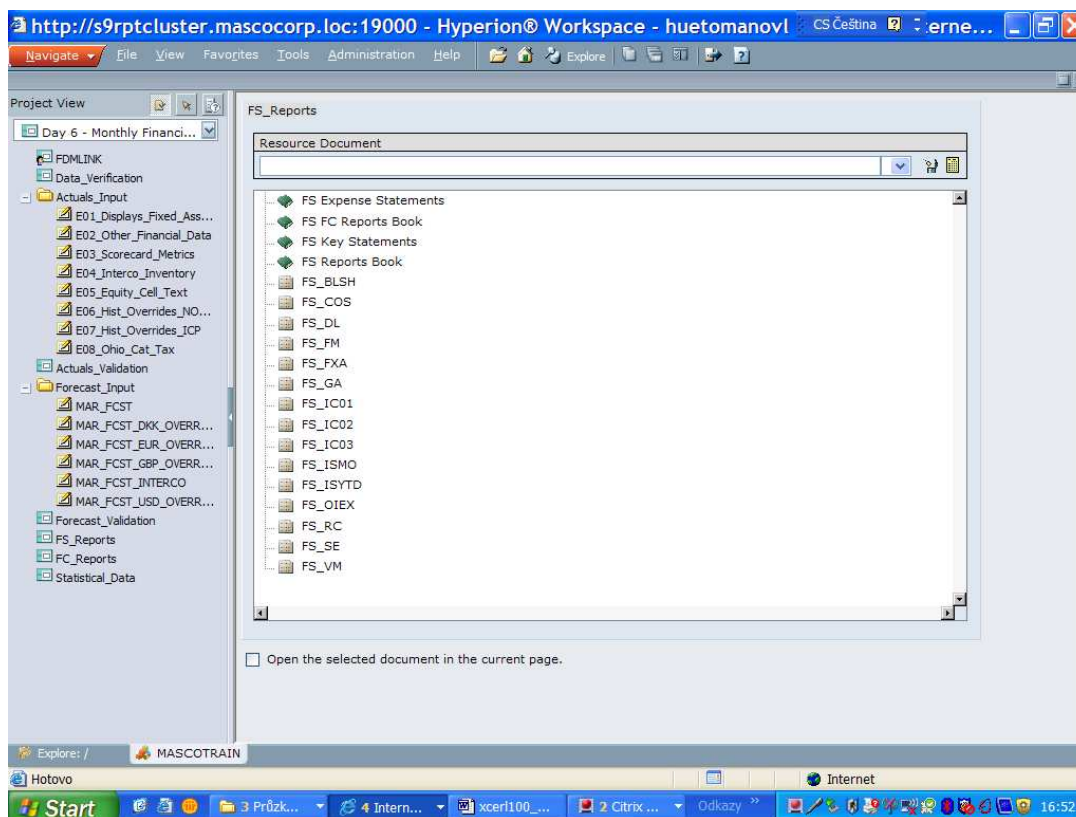 http://s9rptcluster.mascocorp.loc:19000 - Hyperion® Workspace - huetomanovl
CS Čeština
:erne...
Navigate File View Favorites Tools Administration Help Explore
Project View
Day 6 - Monthly Financi...
FDMLINK
Data_Verification
Actuals_Input
E01_Displays_Fixed_Ass...
E02_Other_Financial_Data
E03_Scorecard_Metrics
E04_Interco_Inventory
E05_Equity_Cell_Text
E06_Hist_Overrides_NO...
E07_Hist_Overrides_ICP
E08_Ohio_Cat_Tax
Actuals_Validation
Forecast_Input
MAR_FCST
MAR_FCST_DKK_OVERR...
MAR_FCST_EUR_OVERR...
MAR_FCST_GBP_OVERR...
MAR_FCST_INTERCO
MAR_FCST_USD_OVERR...
Forecast_Validation
FS_Reports
FC_Reports
Statistical_Data
FS_Reports
Resource Document
FS Expense Statements
FS FC Reports Book
FS Key Statements
FS Reports Book
FS_BLSH
FS_COS
FS_DL
FS_FM
FS_FXA
FS_GA
FS_IC01
FS_IC02
FS_IC03
FS_ISMO
FS_ISYTD
FS_OIEX
FS_RC
FS_SE
FS_VM
Open the selected document in the current page.
Explore: / MASCOTRAIN
Hotovo
Internet
Start 3 Průzk... 4 Intern... xcerl100_... 2 Citrix ... Odkazy » 16:52